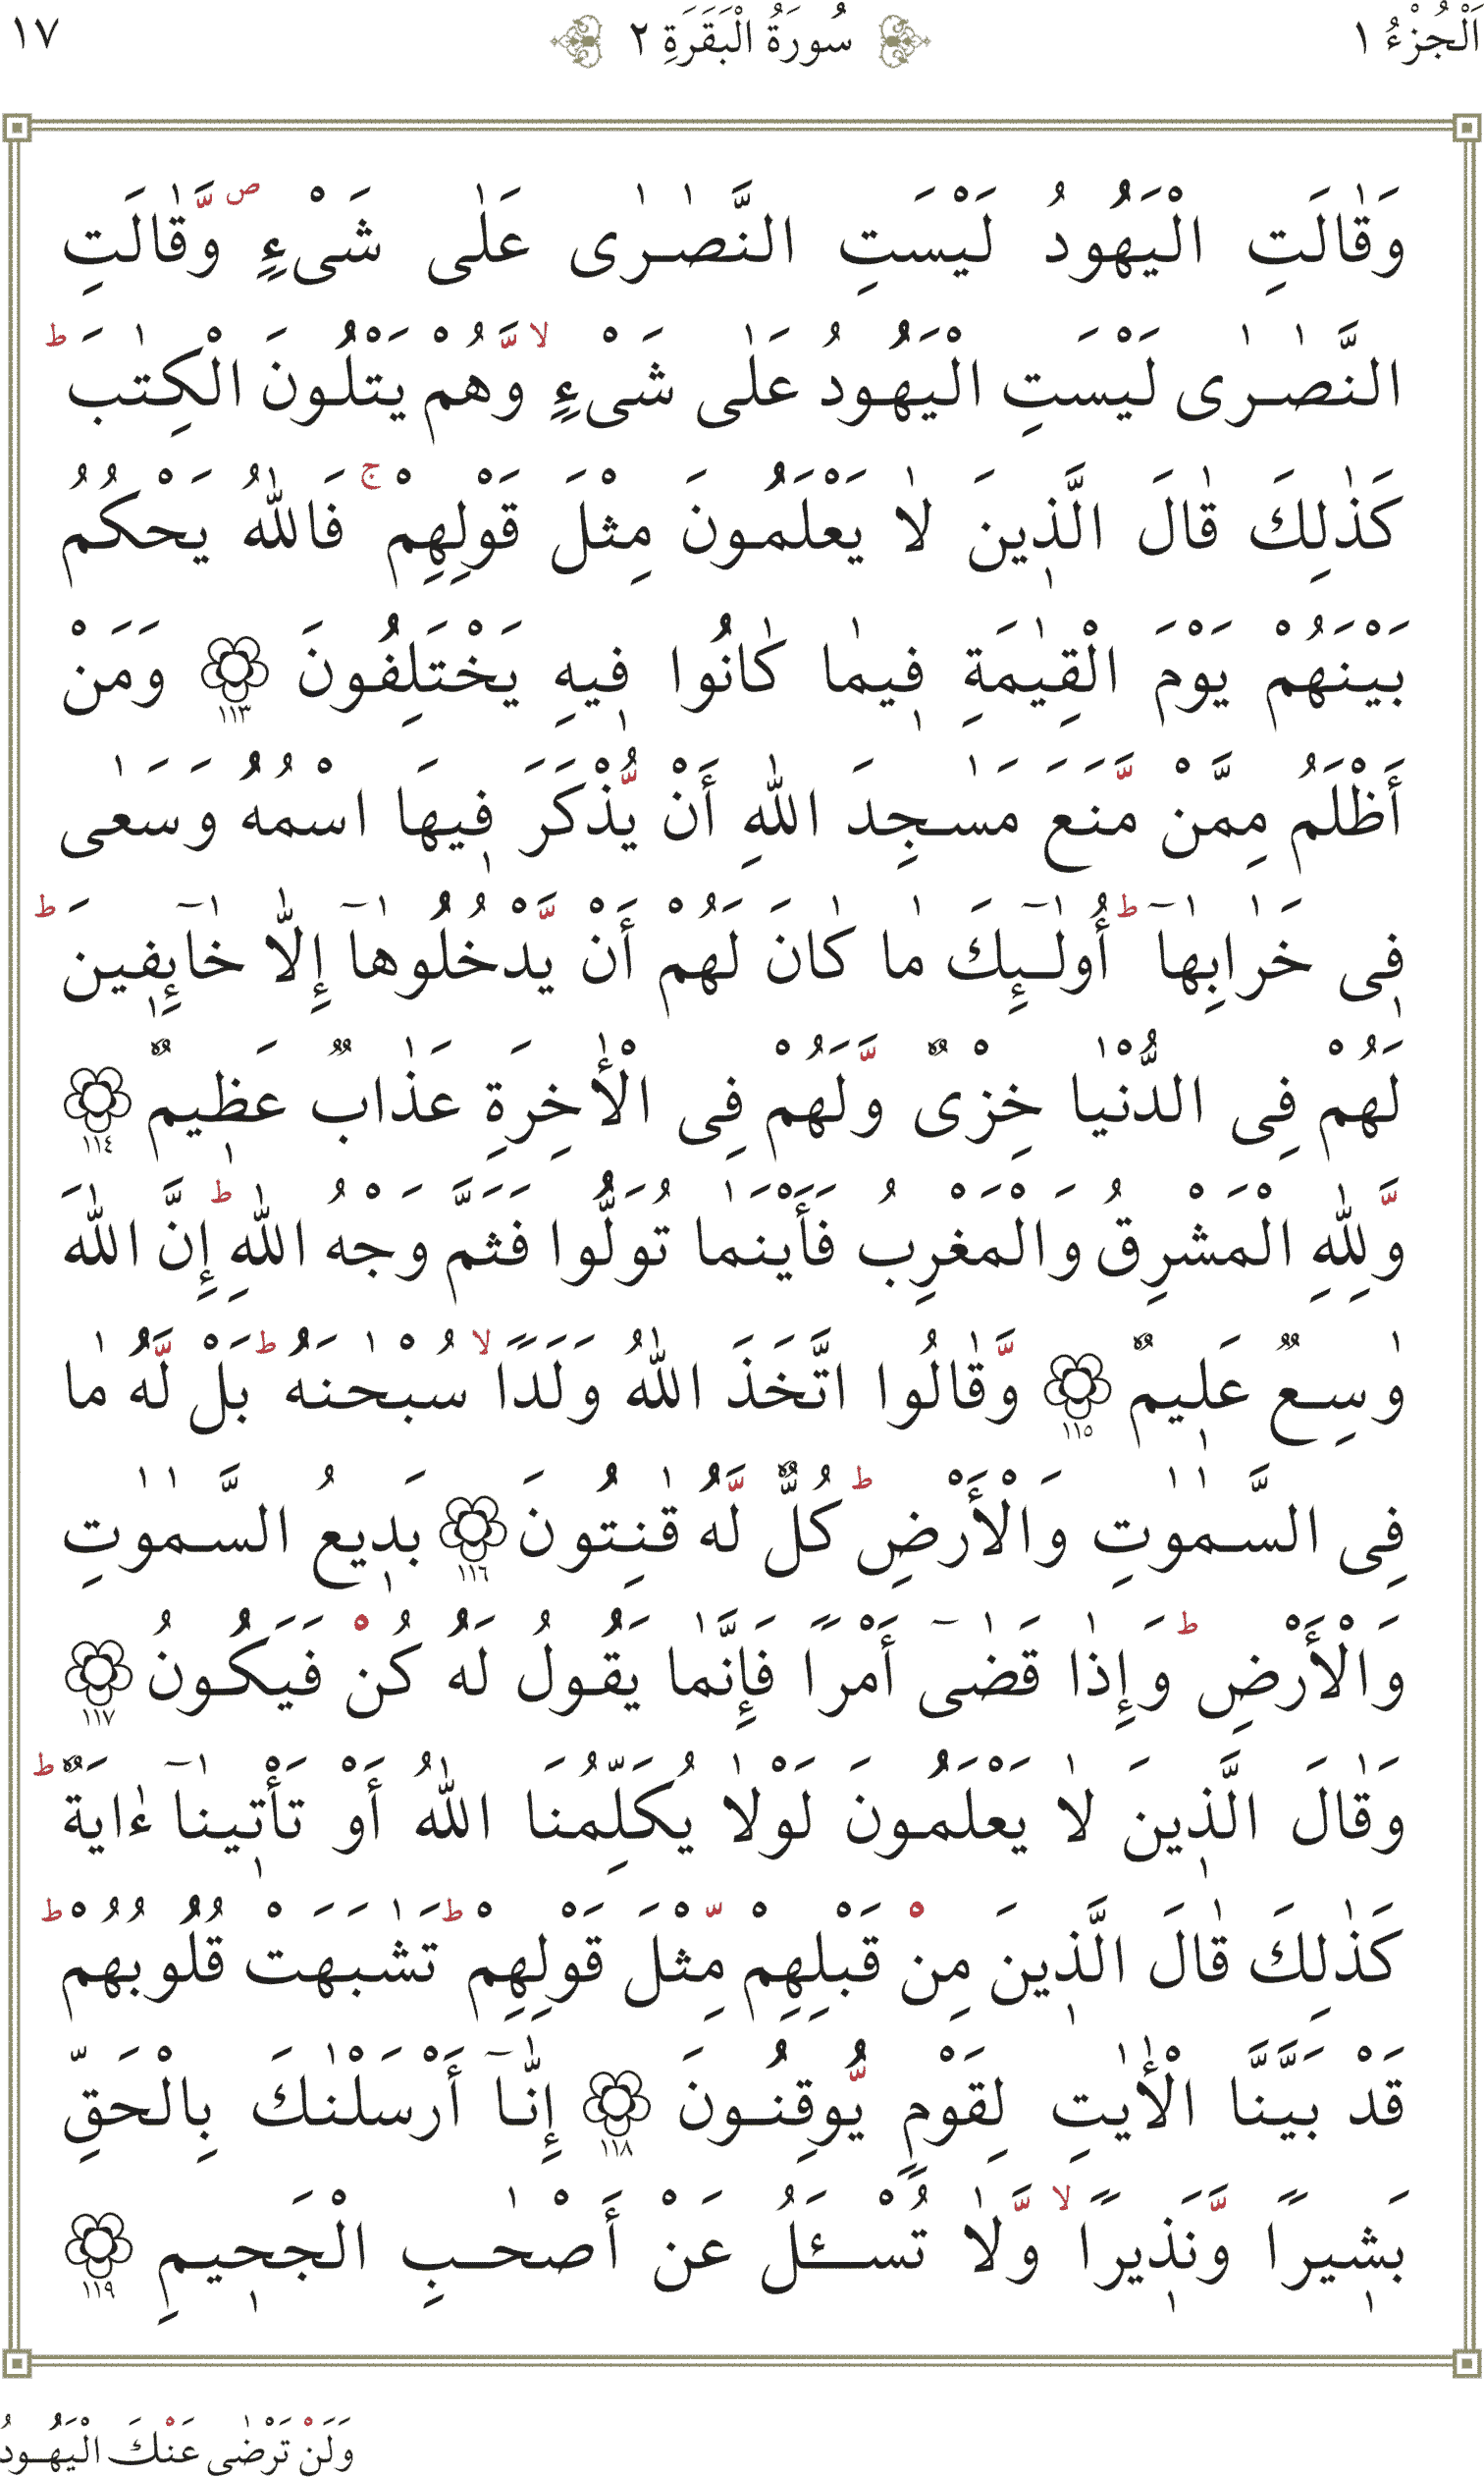 اَلْجُزْءُ ١ سُورَةُ الْبَقَرَةِ ٢ ١٧
وَقٰالَتِ الْيَهُودُ لَيْسَتِ النَّصٰرٰى عَلٰى شَىْءٍ ۖ وَّقٰالَتِ
النَّصٰرٰى لَيْسَتِ الْيَهُودُ عَلٰى شَىْءٍ ۙ وَّهُمْ يَتْلُونَ الْكِتٰبَ ؕ
كَذٰلِكَ قٰالَ الَّذٖينَ لٰا يَعْلَمُونَ مِثْلَ قَوْلِهِمْ ۚ فَاللّٰهُ يَحْكُمُ
بَيْنَهُمْ يَوْمَ الْقِيٰمَةِ فٖيمٰا كٰانُوا فٖيهِ يَخْتَلِفُونَ ١١٣ وَمَنْ
أَظْلَمُ مِمَّنْ مَّنَعَ مَسٰجِدَ اللّٰهِ أَنْ يُّذْكَرَ فٖيهَا اسْمُهُ وَسَعٰى
فٖى خَرٰابِهٰا ؕ أُولٰٓئِكَ مٰا كٰانَ لَهُمْ أَنْ يَّدْخُلُوهٰآ إِلّٰا خٰآئِفٖينَ ؕ
لَهُمْ فِى الدُّنْيٰا خِزْىٌ وَّلَهُمْ فِى الْأٰخِرَةِ عَذٰابٌ عَظٖيمٌ ١١٤
وَّلِلّٰهِ الْمَشْرِقُ وَالْمَغْرِبُ فَأَيْنَمٰا تُوَلُّوا فَثَمَّ وَجْهُ اللّٰهِ ؕ إِنَّ اللّٰهَ
وٰسِعٌ عَلٖيمٌ ١١٥ وَّقٰالُوا اتَّخَذَ اللّٰهُ وَلَدًا ۙ سُبْحٰنَهُ ؕ بَلْ لَّهُ مٰا
فِى السَّمٰوٰتِ وَالْأَرْضِ ؕ كُلٌّ لَّهُ قٰنِتُونَ ١١٦ بَدٖيعُ السَّمٰوٰتِ
وَالْأَرْضِ ؕ وَإِذٰا قَضٰىٓ أَمْرًا فَإِنَّمٰا يَقُولُ لَهُ كُنْ فَيَكُونُ ١١٧
وَقٰالَ الَّذٖينَ لٰا يَعْلَمُونَ لَوْلٰا يُكَلِّمُنَا اللّٰهُ أَوْ تَأْتٖينٰآ ءٰايَةٌ ؕ
كَذٰلِكَ قٰالَ الَّذٖينَ مِنْ قَبْلِهِمْ مِّثْلَ قَوْلِهِمْ ؕ تَشٰبَهَتْ قُلُوبُهُمْ ؕ
قَدْ بَيَّنَّا الْأٰيٰتِ لِقَوْمٍ يُّوقِنُونَ ١١٨ إِنّٰآ أَرْسَلْنٰكَ بِالْحَقِّ
بَشٖيرًا وَّنَذٖيرًا ۙ وَّلٰا تُسْـَٔلُ عَنْ أَصْحٰبِ الْجَحٖيمِ ١١٩
وَلَنْ تَرْضٰى عَنْكَ الْيَهُودُ